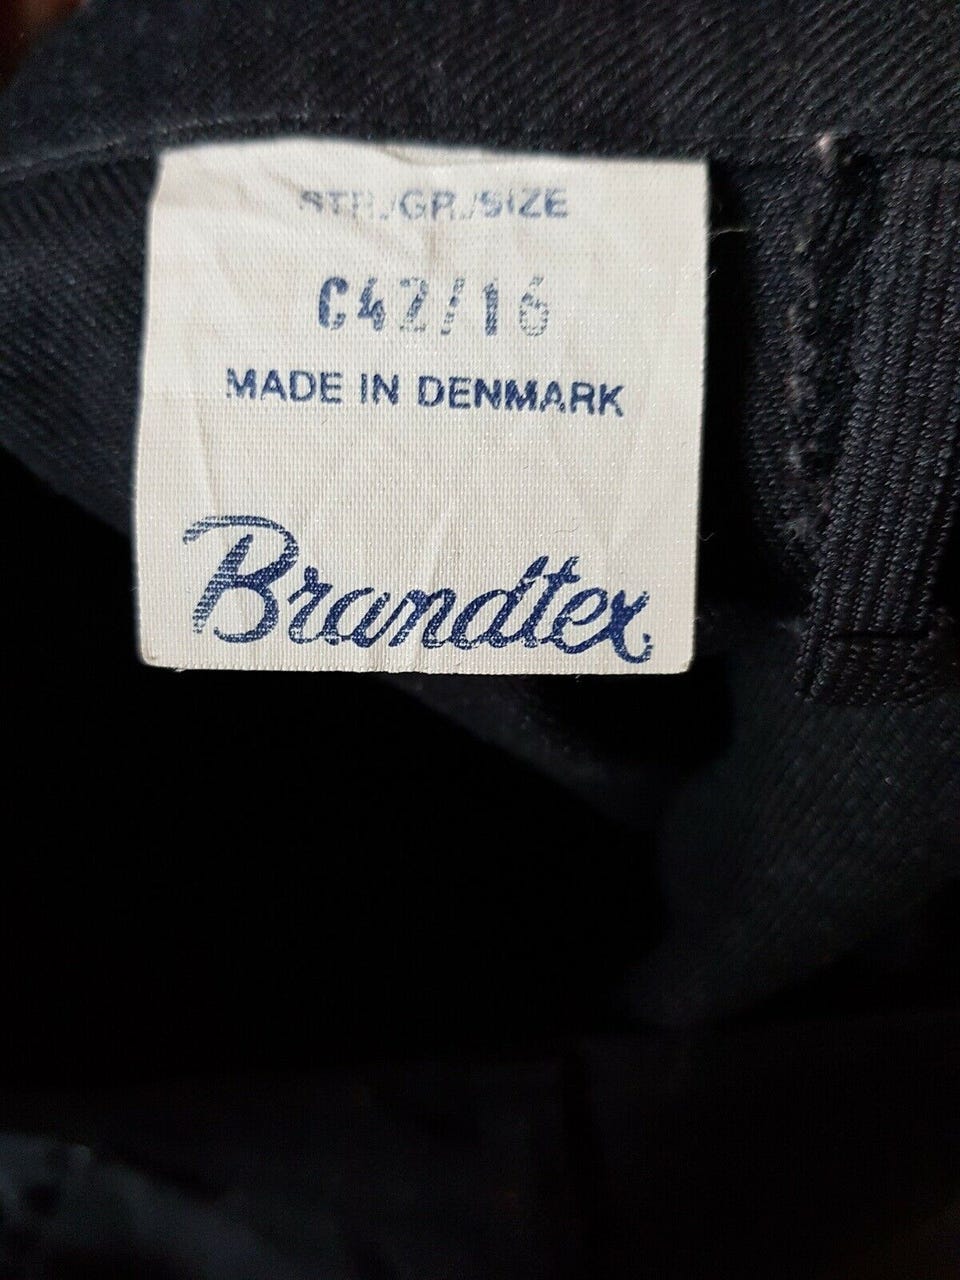 STR./GR./SIZE
C42/16
MADE IN DENMARK
Brandtex